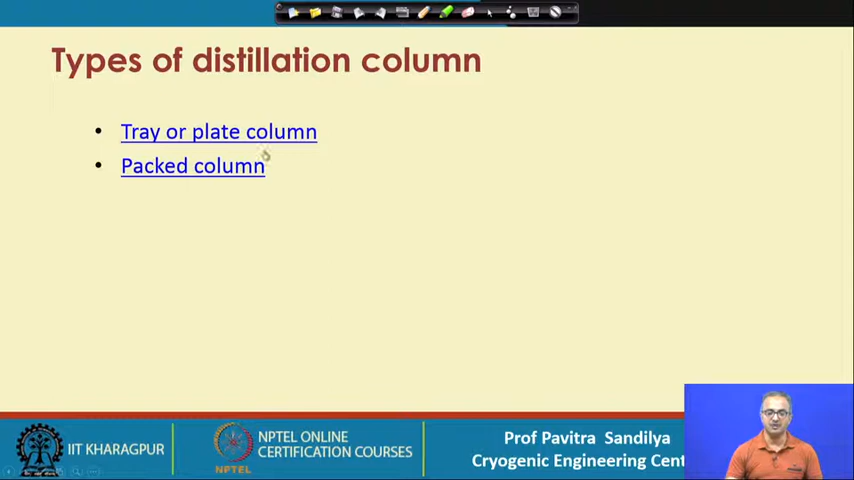 Types of distillation column
• Tray or plate column
• Packed column
IIT KHARAGPUR
NPTEL
NPTEL ONLINE
CERTIFICATION COURSES
Prof Pavitra Sandilya
Cryogenic Engineering Cent